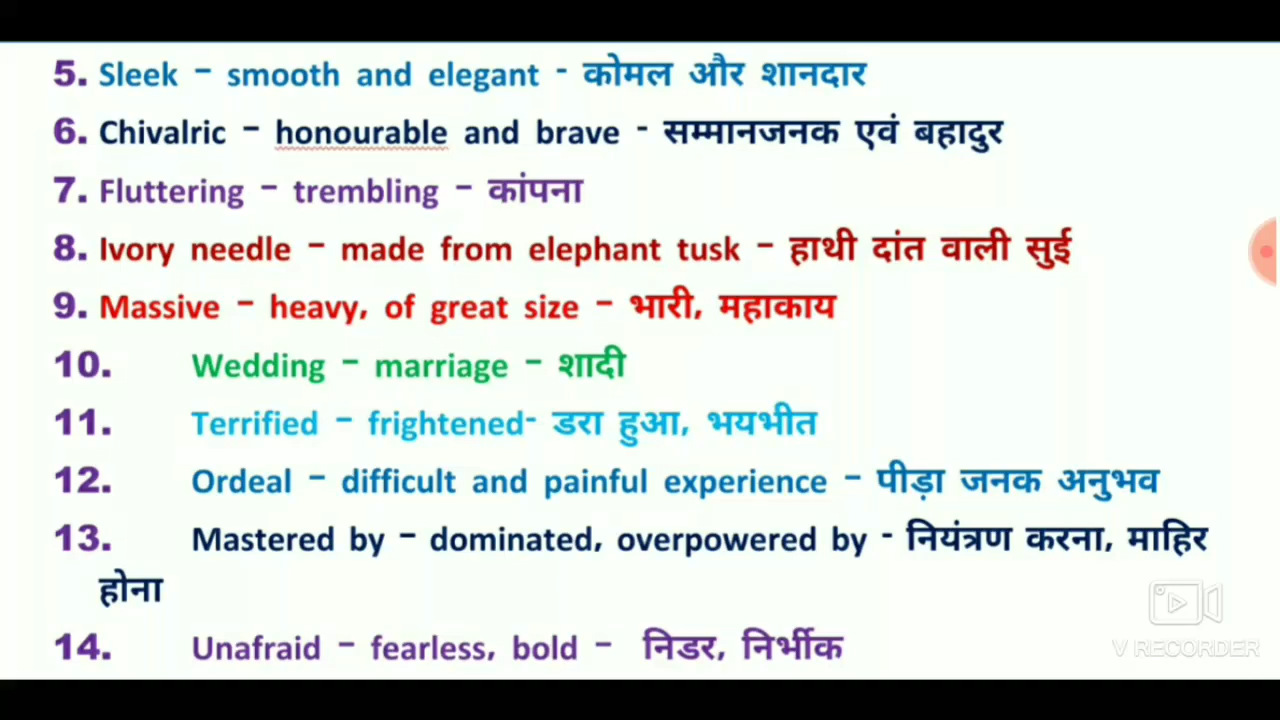 5. Sleek – smooth and elegant - कोमल और शानदार
6. Chivalric – honourable and brave - सम्मानजनक एवं बहादुर
7. Fluttering – trembling – कांपना
8. Ivory needle – made from elephant tusk – हाथी दांत वाली सुई
9. Massive – heavy, of great size – भारी, महाकाय
10. Wedding – marriage – शादी
11. Terrified – frightened- डरा हुआ, भयभीत
12. Ordeal – difficult and painful experience – पीड़ा जनक अनुभव
13. Mastered by – dominated, overpowered by - नियंत्रण करना, माहिर
होना
14. Unafraid – fearless, bold – निडर, निर्भीक
V RECORDER